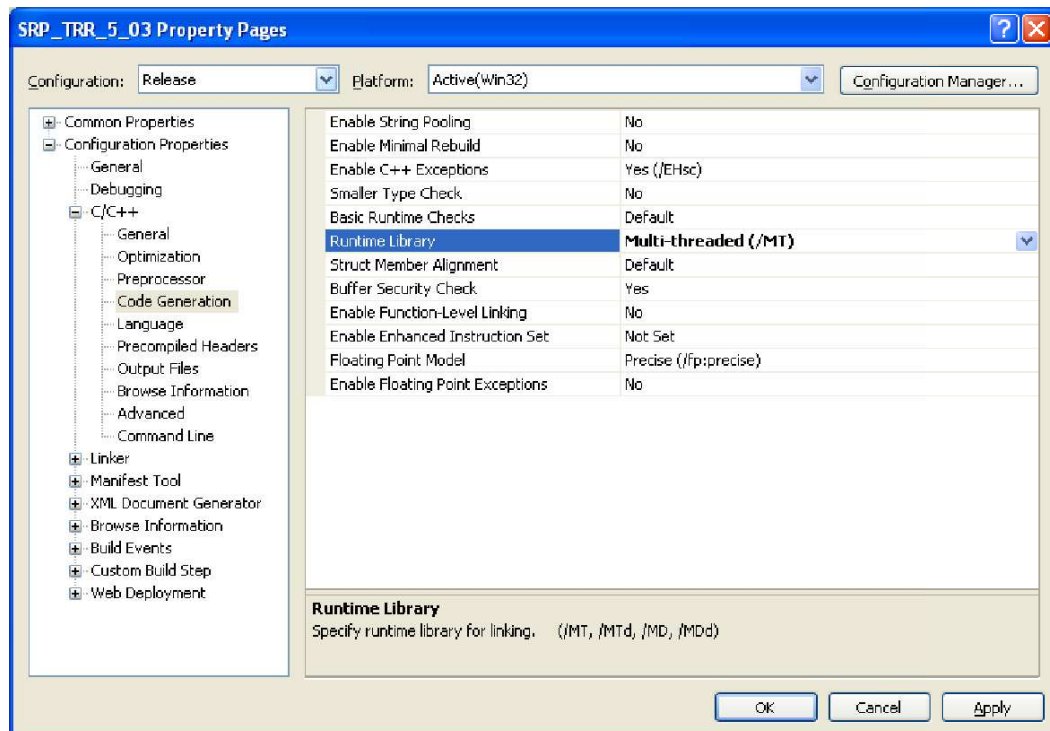 SRP_TRR_5_03 Property Pages
Configuration: Release Platform: Active(Win32) Configuration Manager...
Common Properties
Configuration Properties
General
Debugging
C/C++
General
Optimization
Preprocessor
Code Generation
Language
Precompiled Headers
Output Files
Browse Information
Advanced
Command Line
Linker
Manifest Tool
XML Document Generator
Browse Information
Build Events
Custom Build Step
Web Deployment
Enable String Pooling No
Enable Minimal Rebuild No
Enable C++ Exceptions Yes (/EHsc)
Smaller Type Check No
Basic Runtime Checks Default
Runtime Library Multi-threaded (/MT)
Struct Member Alignment Default
Buffer Security Check Yes
Enable Function-Level Linking No
Enable Enhanced Instruction Set Not Set
Floating Point Model Precise (/fp:precise)
Enable Floating Point Exceptions No
Runtime Library
Specify runtime library for linking. (/MT, /MTd, /MD, /MDd)
OK Cancel Apply